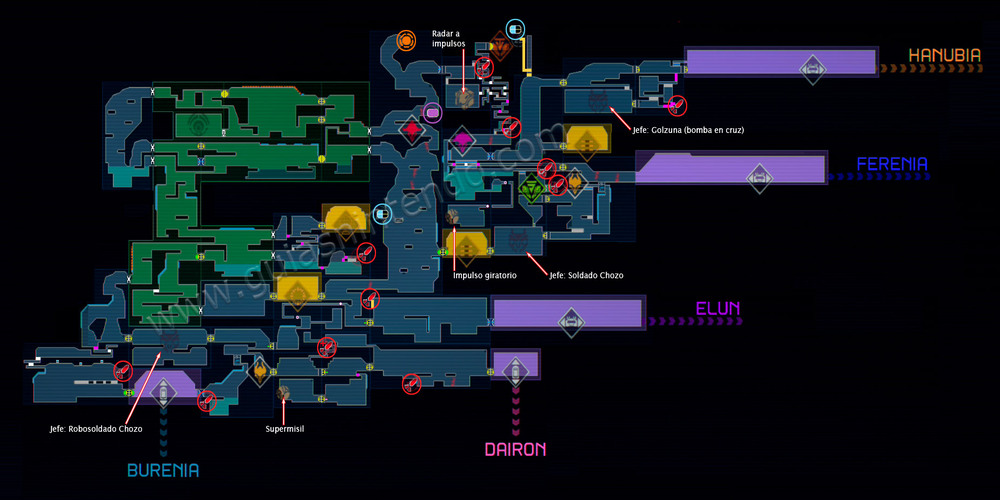 Radar a
impulsos
HANUBIA
Jefe: Golzuna (bomba en cruz)
FERENIA
Impulso giratorio
Jefe: Soldado Chozo
ELUN
Jefe: Robosoldado Chozo
Supermisil
DAIRON
BURENIA
www.guiasnintendo.com